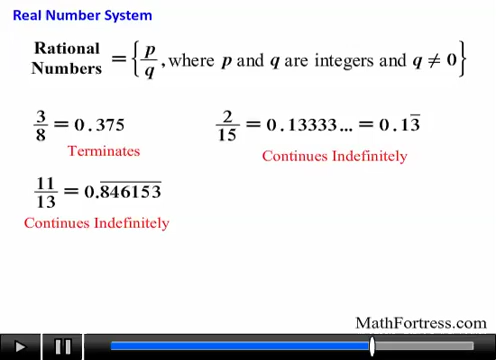 Real Number System
Rational Numbers = {p/q, where p and q are integers and q ≠ 0}
3/8 = 0.375
Terminates
2/15 = 0.13333... = 0.13̅
Continues Indefinitely
11/13 = 0.8̅4̅6̅1̅5̅3̅
Continues Indefinitely
MathFortress.com